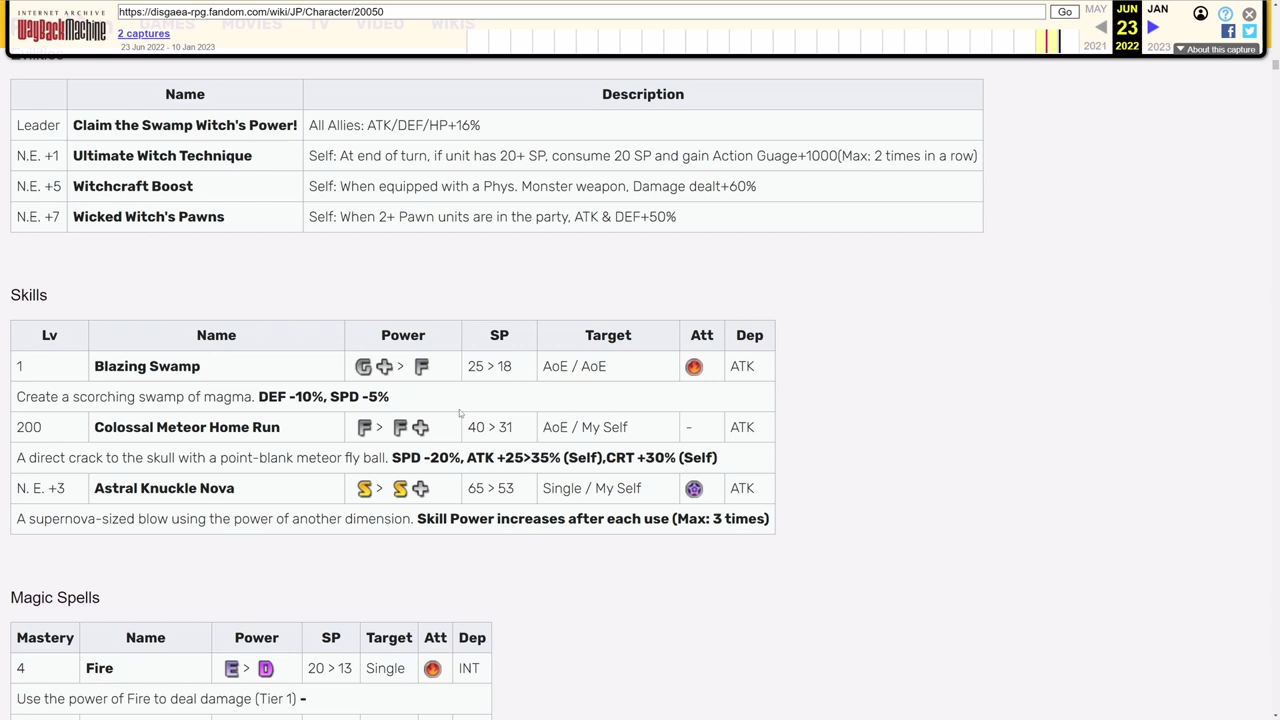 INTERNET ARCHIVE
WayBackMachine
https://disgaea-rpg.fandom.com/wiki/JP/Character/20050
Go
MAY JUN JAN
2 captures
23
23 Jun 2022 - 10 Jan 2023
2021 2022 2023
▼ About this capture
GAMES MOVIES TV VIDEO WIKIS
Name Description
Leader Claim the Swamp Witch's Power! All Allies: ATK/DEF/HP+16%
N.E. +1 Ultimate Witch Technique Self: At end of turn, if unit has 20+ SP, consume 20 SP and gain Action Guage+1000(Max: 2 times in a row)
N.E. +5 Witchcraft Boost Self: When equipped with a Phys. Monster weapon, Damage dealt+60%
N.E. +7 Wicked Witch's Pawns Self: When 2+ Pawn units are in the party, ATK & DEF+50%
Skills
Lv Name Power SP Target Att Dep
1 Blazing Swamp G+ > F 25 > 18 AoE / AoE ATK
Create a scorching swamp of magma. DEF -10%, SPD -5%
200 Colossal Meteor Home Run F > F+ 40 > 31 AoE / My Self - ATK
A direct crack to the skull with a point-blank meteor fly ball. SPD -20%, ATK +25>35% (Self),CRT +30% (Self)
N. E. +3 Astral Knuckle Nova S > S+ 65 > 53 Single / My Self ATK
A supernova-sized blow using the power of another dimension. Skill Power increases after each use (Max: 3 times)
Magic Spells
Mastery Name Power SP Target Att Dep
4 Fire E > D 20 > 13 Single INT
Use the power of Fire to deal damage (Tier 1) -